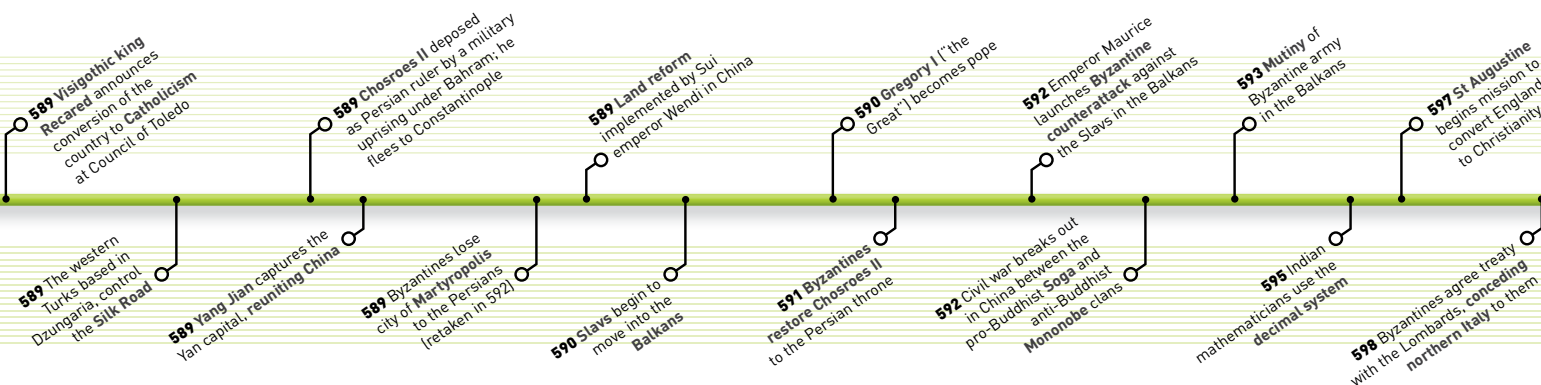 589 Visigothic king
Recared announces
conversion of the
country to Catholicism
at Council of Toledo
589 The western
Turks based in
Dzungaria, control
the Silk Road
589 Chosroes II deposed
as Persian ruler by a military
uprising under Bahram; he
flees to Constantinople
589 Yang Jian captures the
Yan capital, reuniting China
589 Byzantines lose
city of Martyropolis
to the Persians
(retaken in 592)
589 Land reform
implemented by Sui
emperor Wendi in China
590 Slavs begin to
move into the
Balkans
590 Gregory I (“the
Great”) becomes pope
591 Byzantines
restore Chosroes II
to the Persian throne
592 Emperor Maurice
launches Byzantine
counterattack against
the Slavs in the Balkans
592 Civil war breaks out
in China between the
pro-Buddhist Soga and
anti-Buddhist
Mononobe clans
593 Mutiny of
Byzantine army
in the Balkans
595 Indian
mathematicians use the
decimal system
597 St Augustine
begins mission to
convert England
to Christianity
598 Byzantines agree treaty
with the Lombards, conceding
northern Italy to them